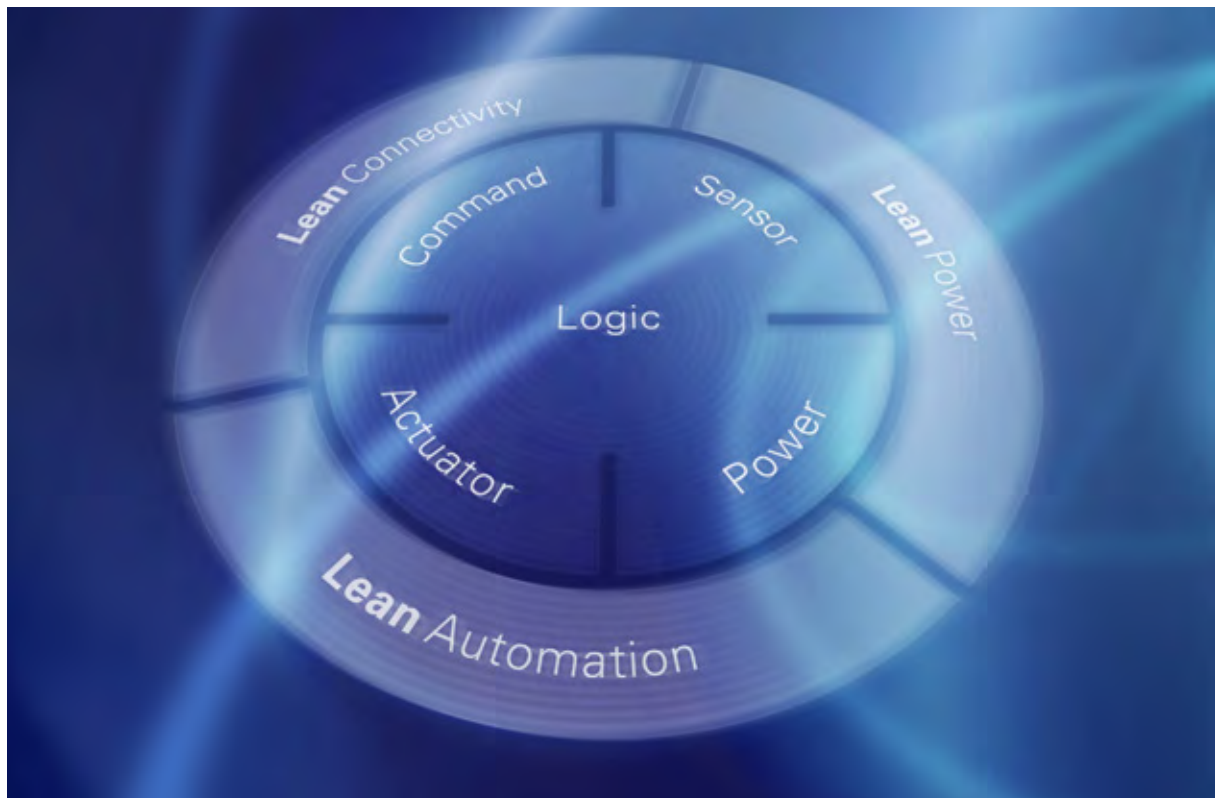 Lean Connectivity
Lean Power
Command
Sensor
Logic
Actuator
Power
Lean Automation